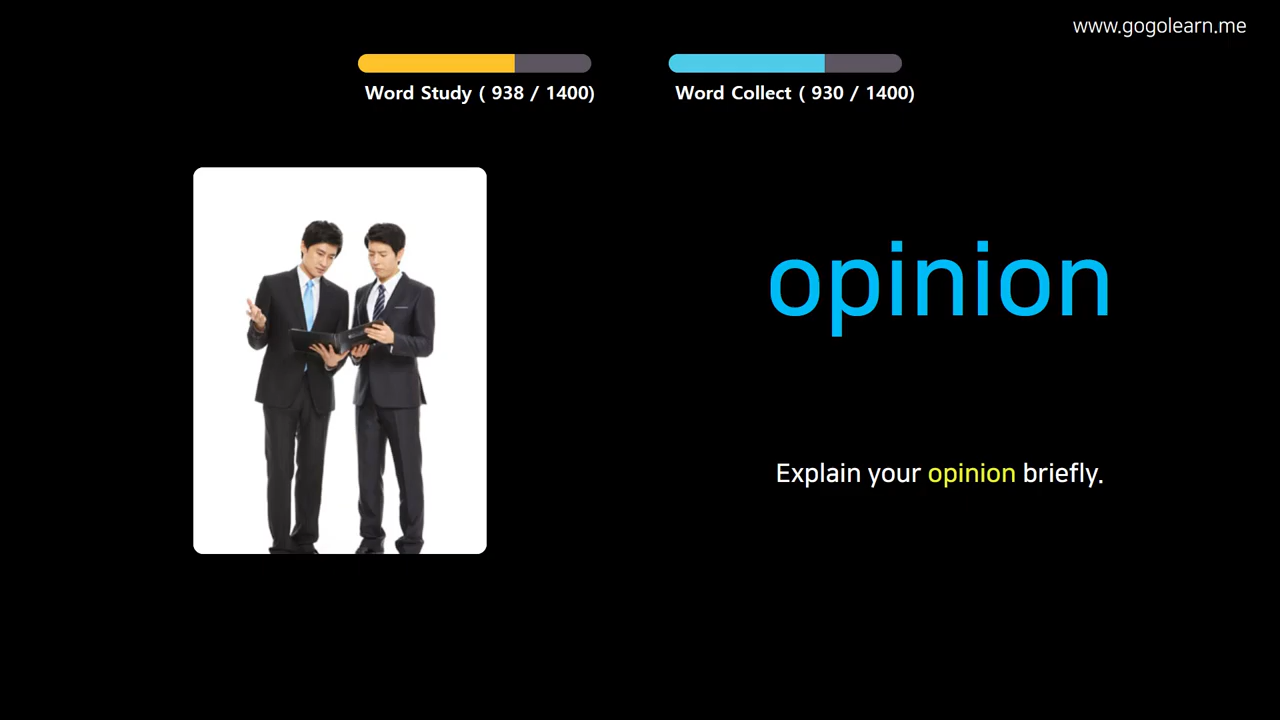 www.gogolearn.me
Word Study ( 938 / 1400)
Word Collect ( 930 / 1400)
opinion
Explain your opinion briefly.